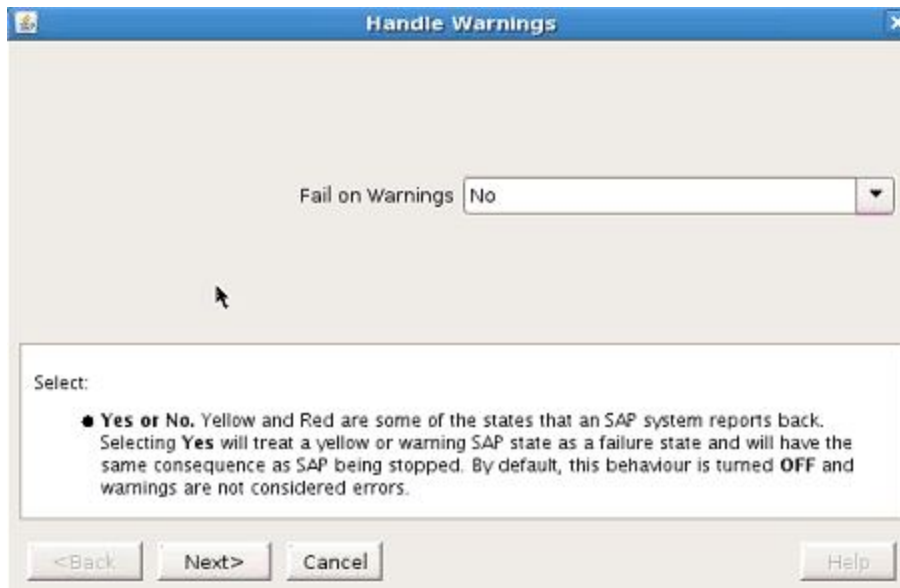 Handle Warnings
Fail on Warnings No
Select:
● Yes or No. Yellow and Red are some of the states that an SAP system reports back.
Selecting Yes will treat a yellow or warning SAP state as a failure state and will have the
same consequence as SAP being stopped. By default, this behaviour is turned OFF and
warnings are not considered errors.
<Back Next> Cancel Help